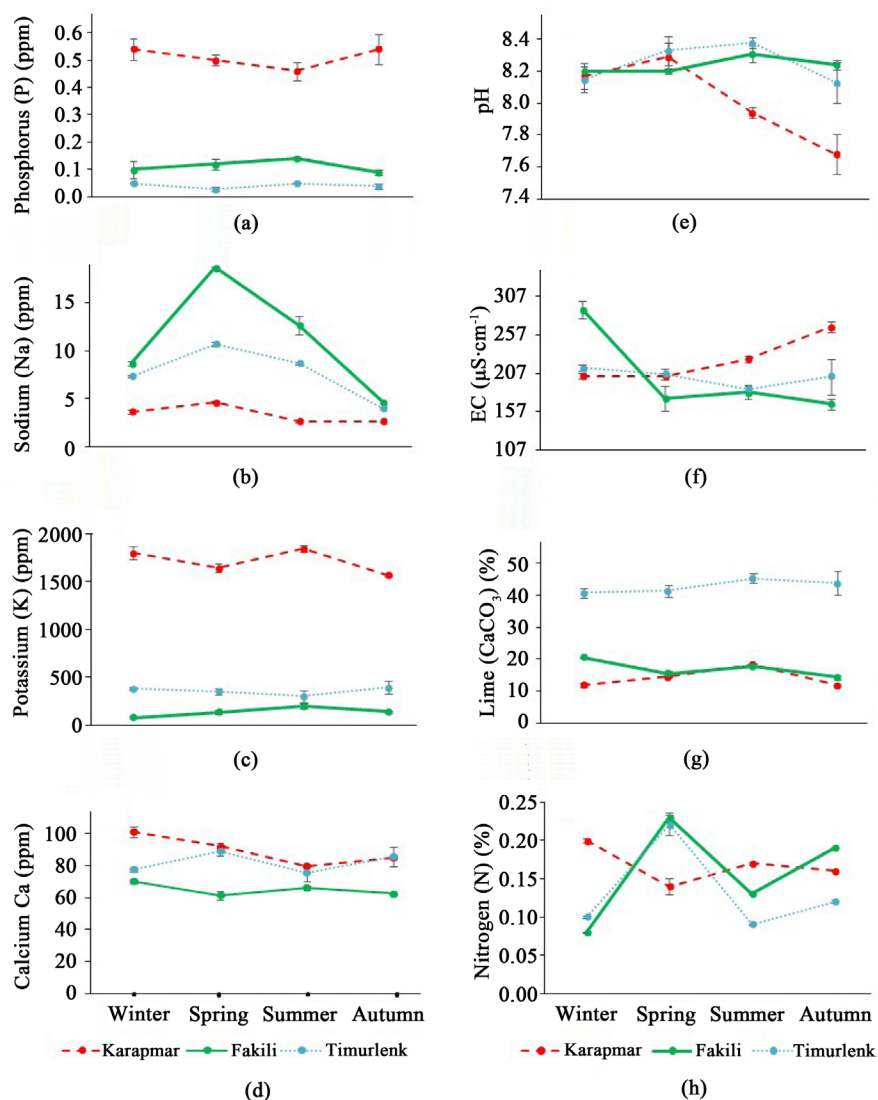 Phosphorus (P) (ppm)
0.6
0.5
0.4
0.3
0.2
0.1
0.0
(a)
Sodium (Na) (ppm)
15
10
5
0
(b)
Potassium (K) (ppm)
2000
1500
1000
500
0
(c)
Calcium Ca (ppm)
100
80
60
40
20
0
Winter Spring Summer Autumn
Karapmar Fakili Timurlenk
(d)
pH
8.4
8.2
8.0
7.8
7.6
7.4
(e)
EC (μS·cm⁻¹)
307
257
207
157
107
(f)
Lime (CaCO₃) (%)
50
40
30
20
10
0
(g)
Nitrogen (N) (%)
0.25
0.20
0.15
0.10
0.05
0.00
Winter Spring Summer Autumn
Karapmar Fakili Timurlenk
(h)